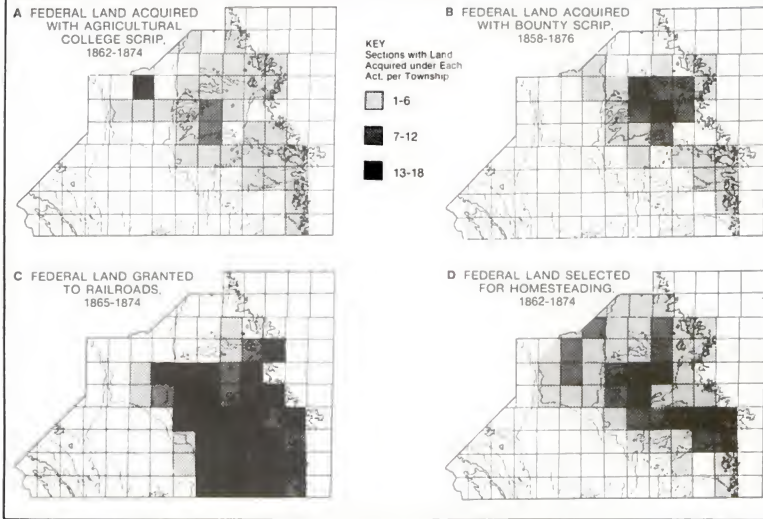 A FEDERAL LAND ACQUIRED
WITH AGRICULTURAL
COLLEGE SCRIP,
1862-1874
B FEDERAL LAND ACQUIRED
WITH BOUNTY SCRIP,
1858-1876
KEY
Sections with Land
Acquired under Each
Act, per Township
1-6
7-12
13-18
C FEDERAL LAND GRANTED
TO RAILROADS,
1865-1874
D FEDERAL LAND SELECTED
FOR HOMESTEADING,
1862-1874